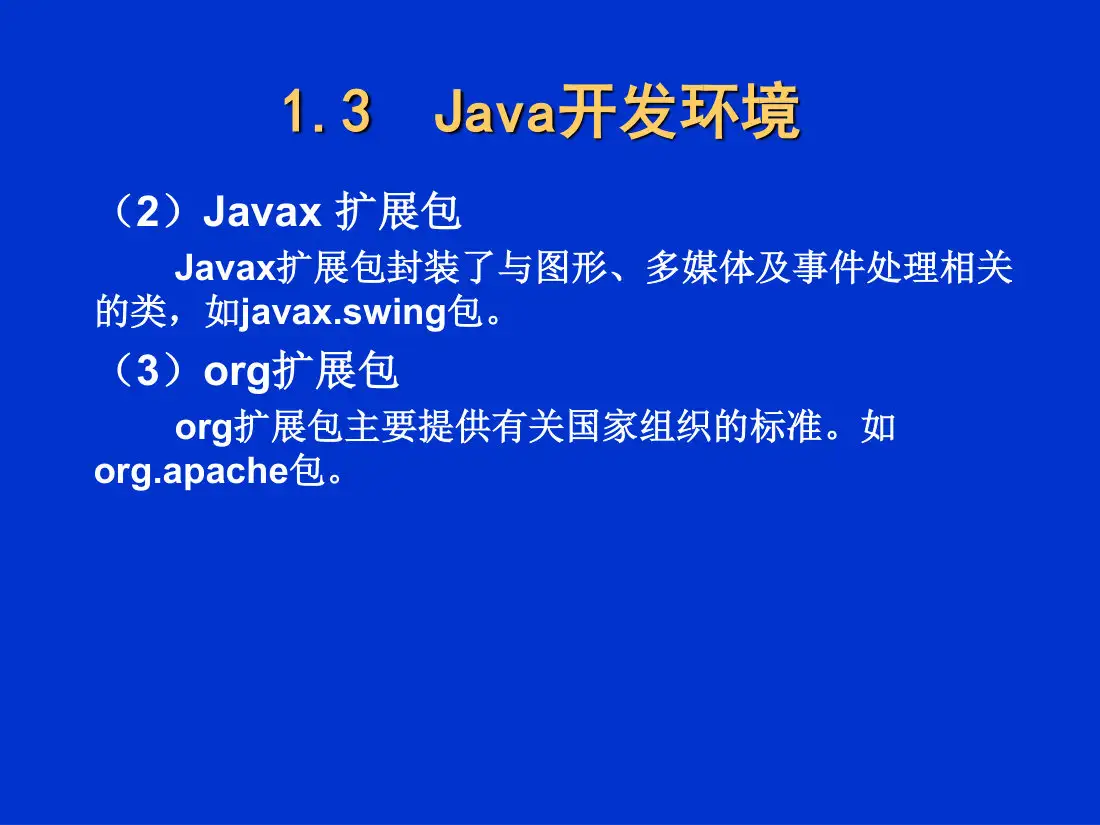 1.3 Java开发环境
（2）Javax 扩展包
Javax扩展包封装了与图形、多媒体及事件处理相关
的类，如javax.swing包。
（3）org扩展包
org扩展包主要提供有关国家组织的标准。如
org.apache包。